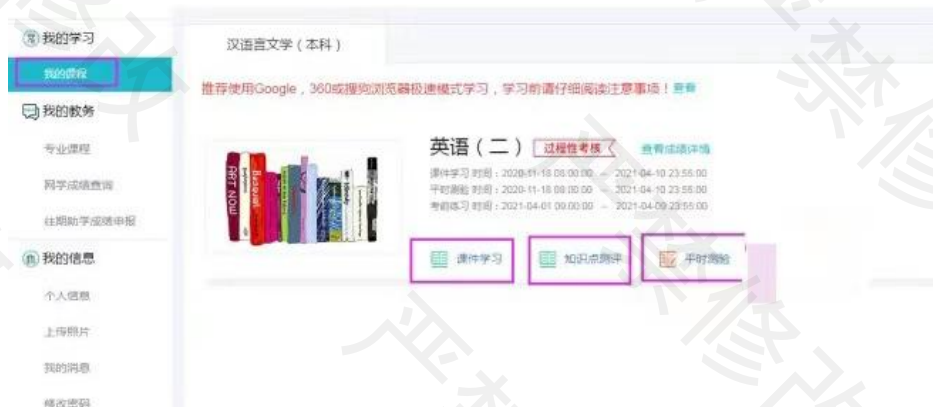 我的学习
我的课程
我的教务
专业课程
网学成绩查询
往期助学成绩申报
我的信息
个人信息
上传照片
我的消息
修改密码
汉语言文学（本科）
推荐使用Google，360或搜狗浏览器极速模式学习，学习前请仔细阅读注意事项！查看
英语（二） 过程性考核 查看成绩详情
课件学习 时间：2020-11-18 08:00:00 － 2021-04-10 23:55:00
平时测验 时间：2020-11-18 08:00:00 － 2021-04-10 23:55:00
考前练习 时间：2021-04-01 09:00:00 － 2021-04-09 23:55:00
ART NOW
课件学习 知识点测评 平时测验
严禁修改